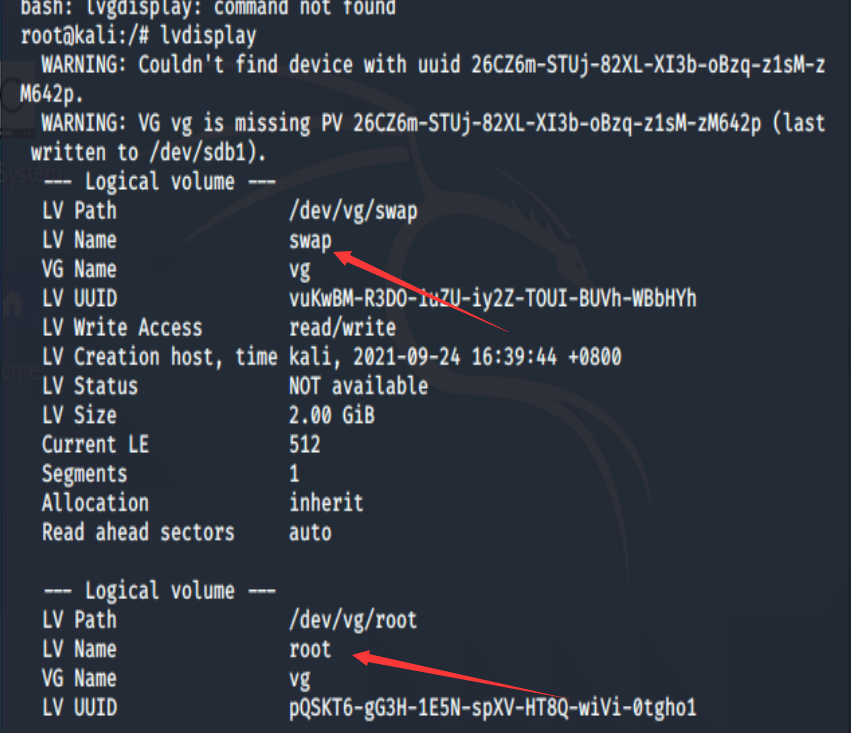 bash: lvgdisplay: command not found
root@kali:/# lvdisplay
WARNING: Couldn't find device with uuid 26CZ6m-STUj-82XL-XI3b-oBzq-z1sM-z
M642p.
WARNING: VG vg is missing PV 26CZ6m-STUj-82XL-XI3b-oBzq-z1sM-zM642p (last
written to /dev/sdb1).
--- Logical volume ---
LV Path /dev/vg/swap
LV Name swap
VG Name vg
LV UUID vuKwBM-R3DO-iuZU-iy2Z-TOUI-BUVh-WBbHYh
LV Write Access read/write
LV Creation host, time kali, 2021-09-24 16:39:44 +0800
LV Status NOT available
LV Size 2.00 GiB
Current LE 512
Segments 1
Allocation inherit
Read ahead sectors auto
--- Logical volume ---
LV Path /dev/vg/root
LV Name root
VG Name vg
LV UUID pQSKT6-gG3H-1E5N-spXV-HT8Q-wiVi-0tgho1